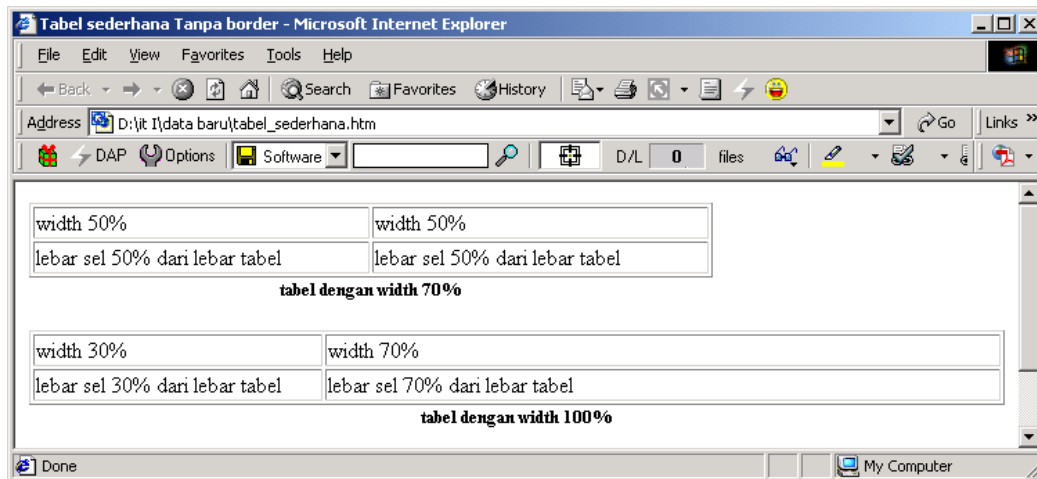 Tabel sederhana Tanpa border - Microsoft Internet Explorer
File Edit View Favorites Tools Help
Back Search Favorites History
Address D:\it I\data baru\tabel_sederhana.htm Go Links »
DAP Options Software D/L 0 files
width 50% width 50%
lebar sel 50% dari lebar tabel lebar sel 50% dari lebar tabel
tabel dengan width 70%
width 30% width 70%
lebar sel 30% dari lebar tabel lebar sel 70% dari lebar tabel
tabel dengan width 100%
Done My Computer